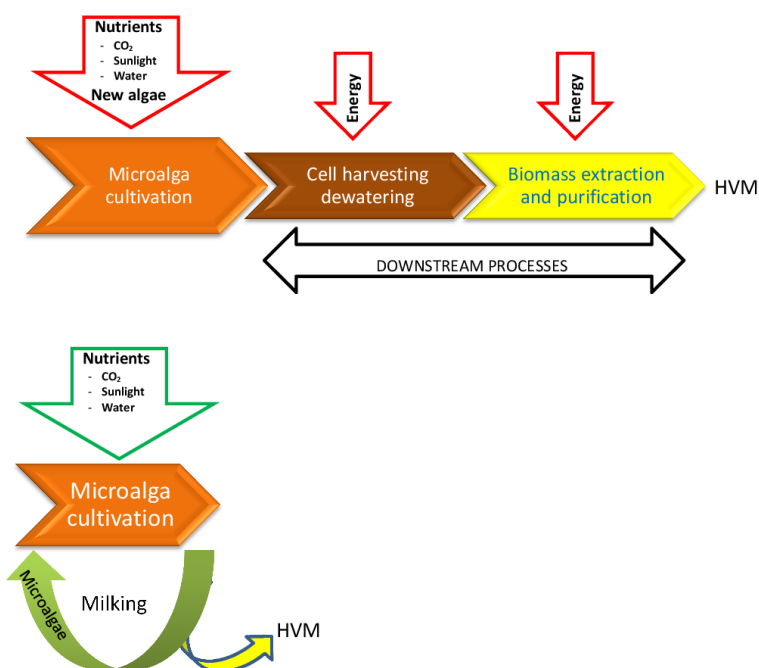 Nutrients
- CO₂
- Sunlight
- Water
New algae
Energy
Energy
Microalga
cultivation
Cell harvesting
dewatering
Biomass extraction
and purification
HVM
DOWNSTREAM PROCESSES
Nutrients
- CO₂
- Sunlight
- Water
Microalga
cultivation
Microalgae
Milking
HVM